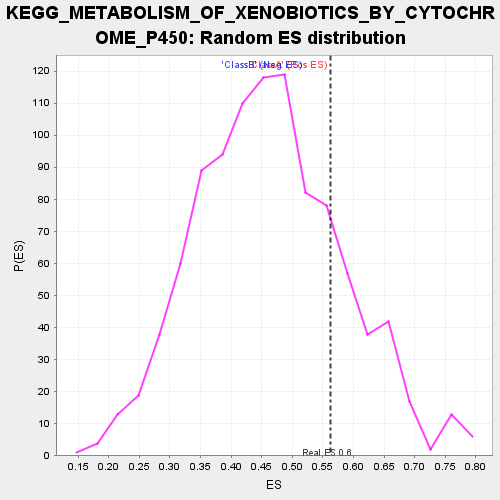 KEGG_METABOLISM_OF_XENOBIOTICS_BY_CYTOCHR
OME_P450: Random ES distribution
120
110
100
90
80
70
60
50
40
30
20
10
0
P(ES)
Real ES 0.6
0.15 0.20 0.25 0.30 0.35 0.40 0.45 0.50 0.55 0.60 0.65 0.70 0.75 0.80
ES